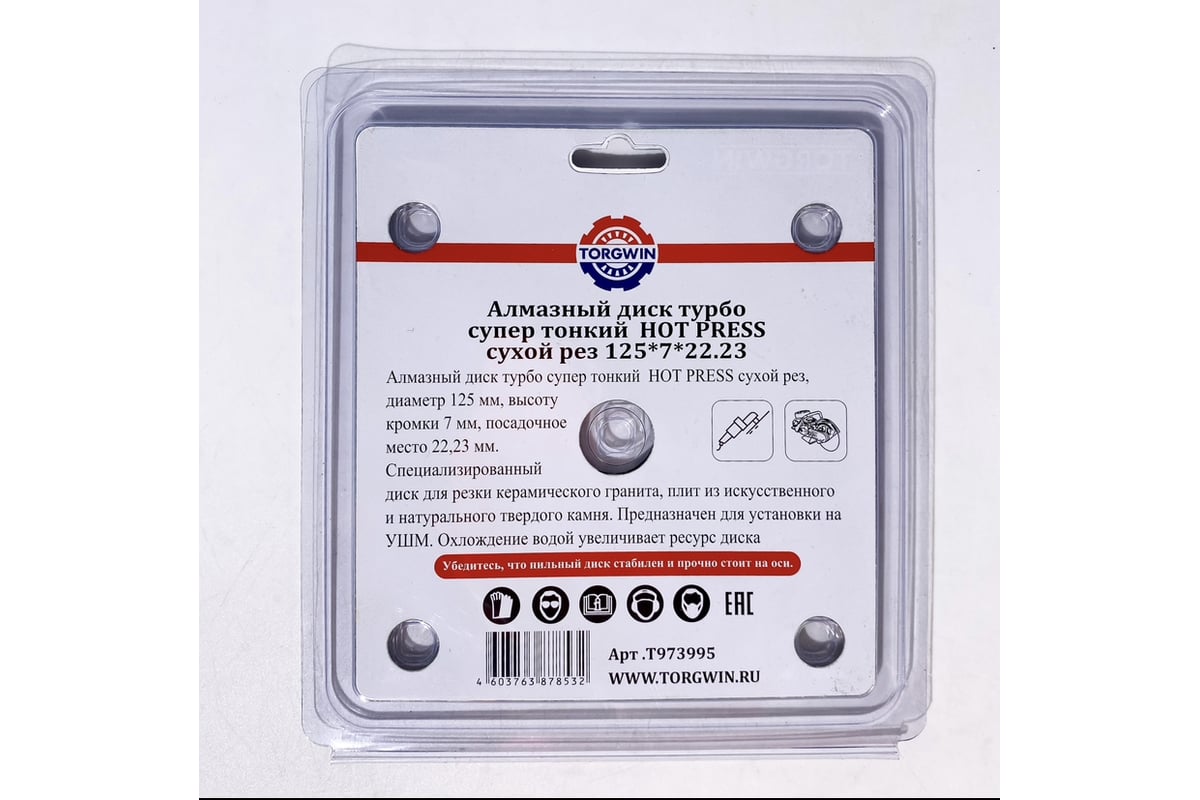 TORGWIN
TORGWIN
Алмазный диск турбо
супер тонкий HOT PRESS
сухой рез 125*7*22.23
Алмазный диск турбо супер тонкий HOT PRESS сухой рез,
диаметр 125 мм, высоту
кромки 7 мм, посадочное
место 22,23 мм.
Специализированный
диск для резки керамического гранита, плит из искусственного
и натурального твердого камня. Предназначен для установки на
УШМ. Охлождение водой увеличивает ресурс диска
Убедитесь, что пильный диск стабилен и прочно стоит на оси.
EAC
Арт .Т973995
4 603763 878532
WWW.TORGWIN.RU